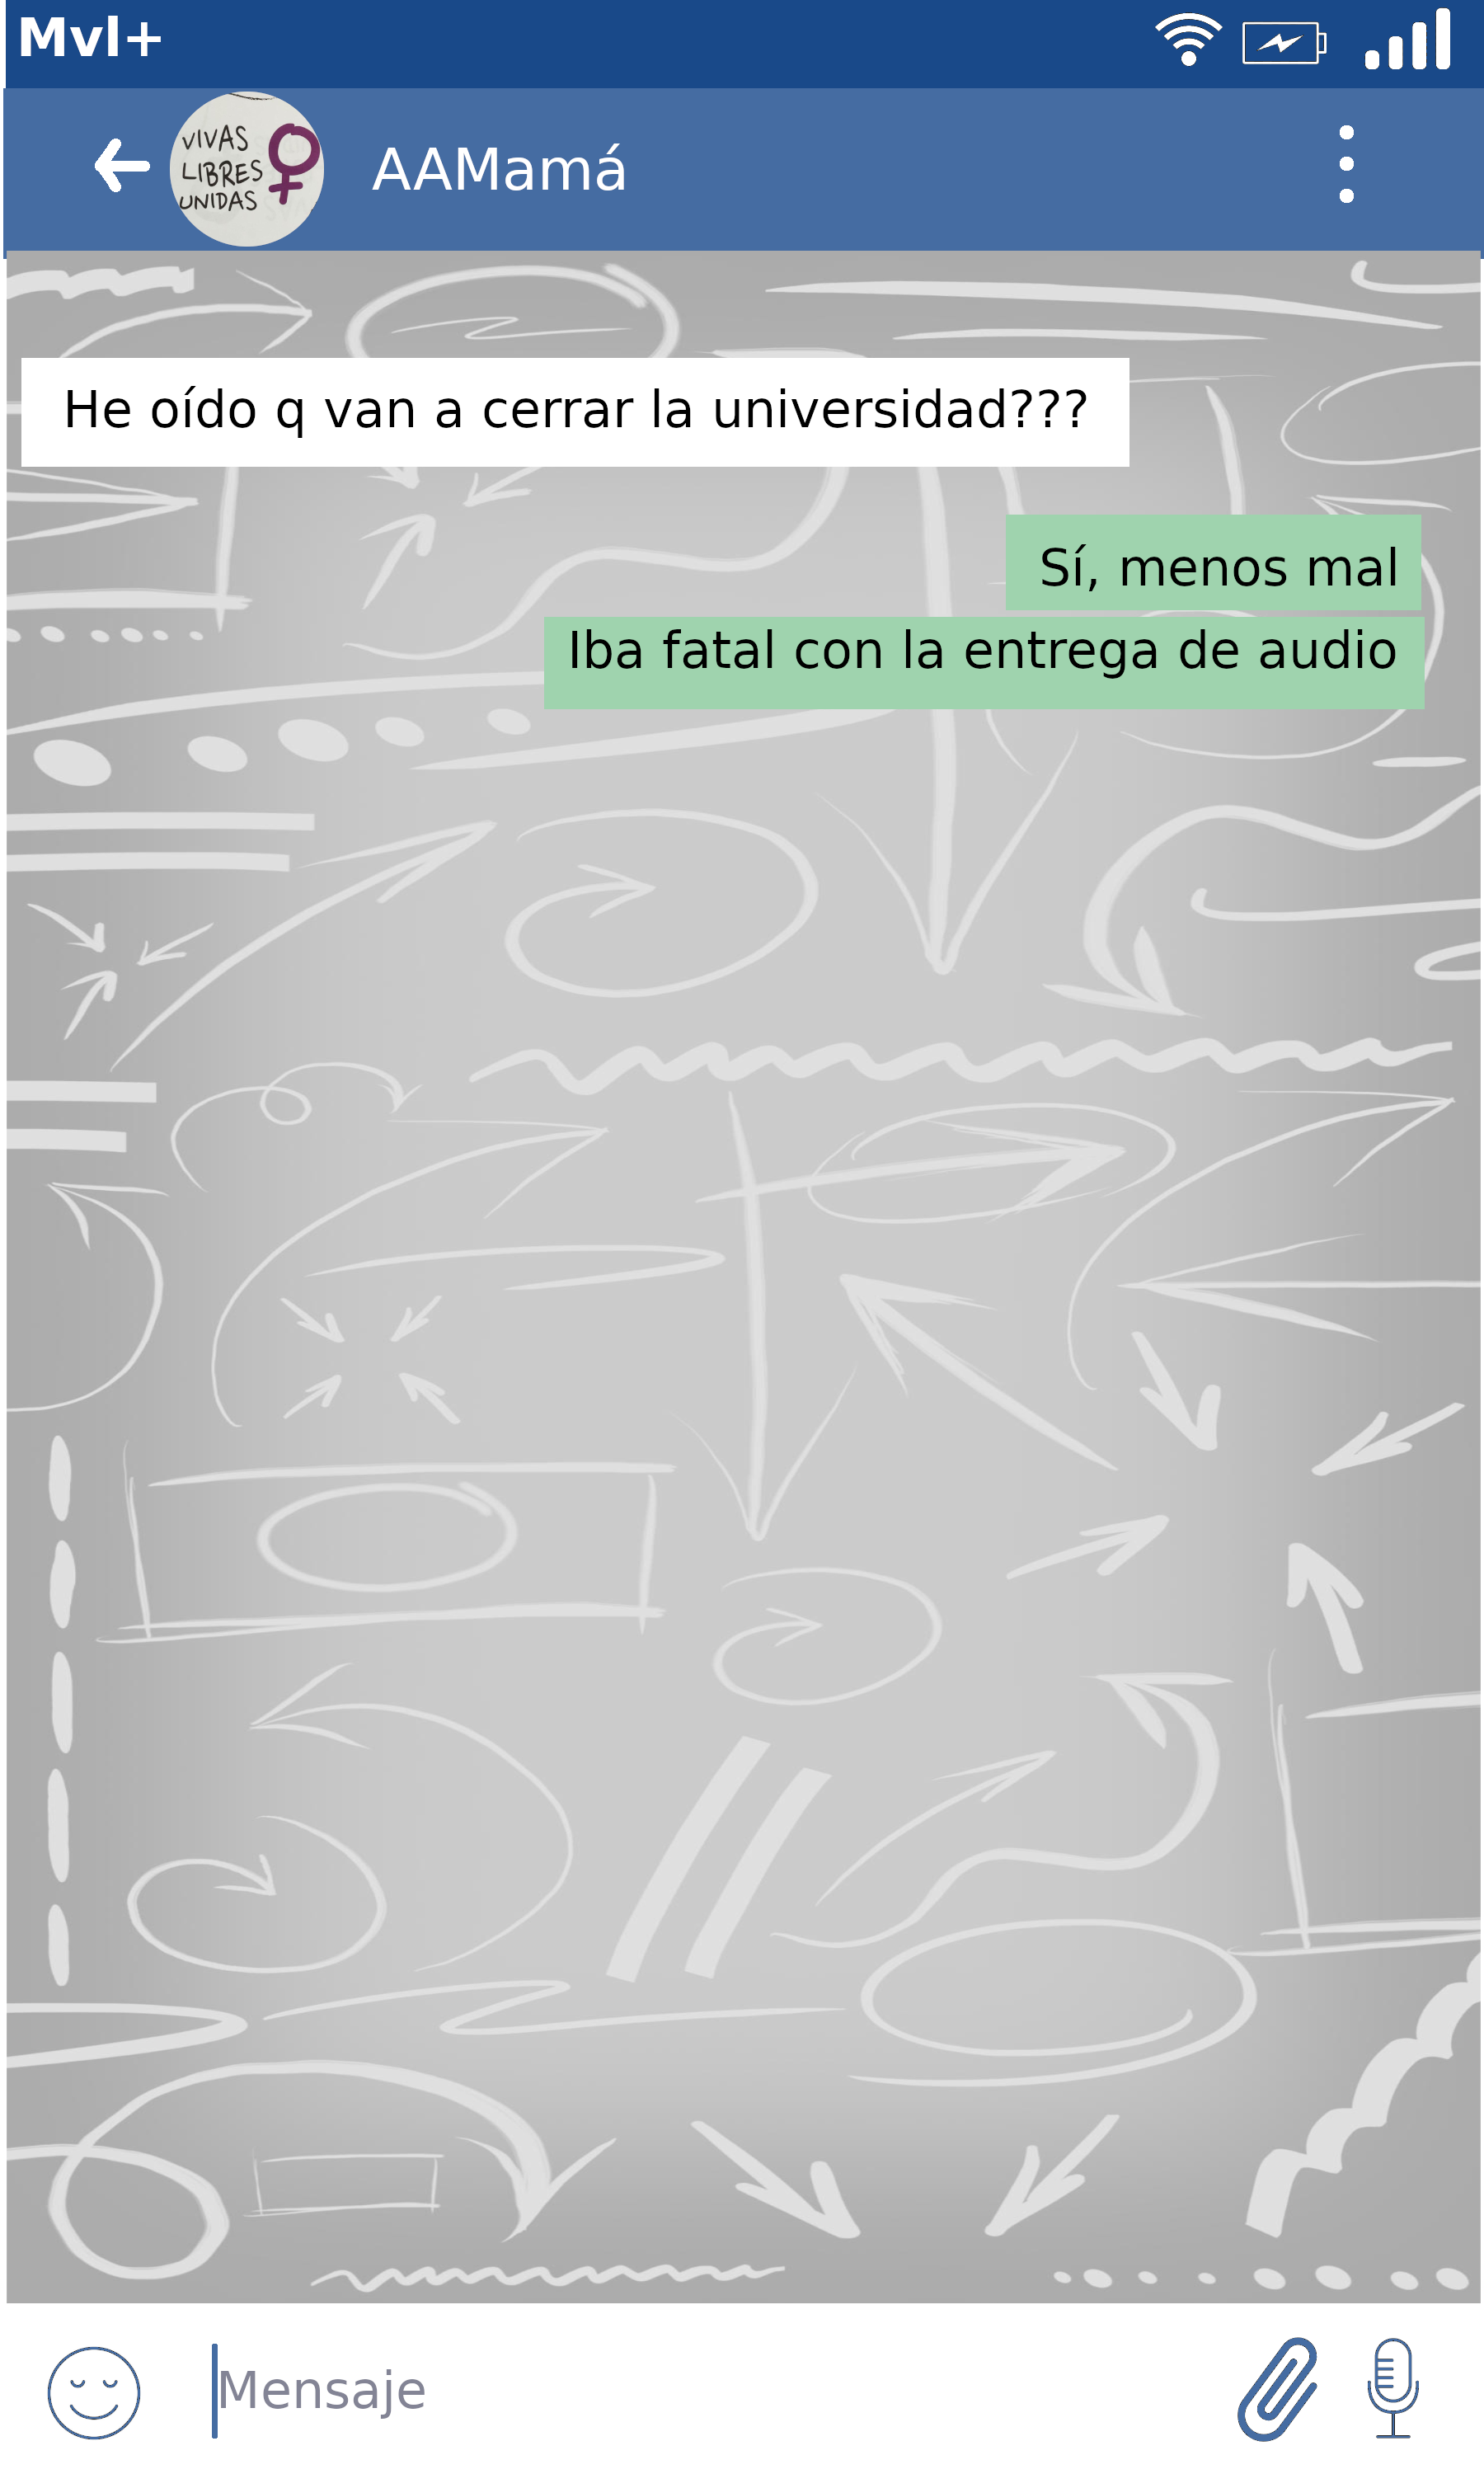 Mvl+
VIVAS
LIBRES
UNIDAS
AAMamá
He oído q van a cerrar la universidad???
Sí, menos mal
Iba fatal con la entrega de audio
Mensaje